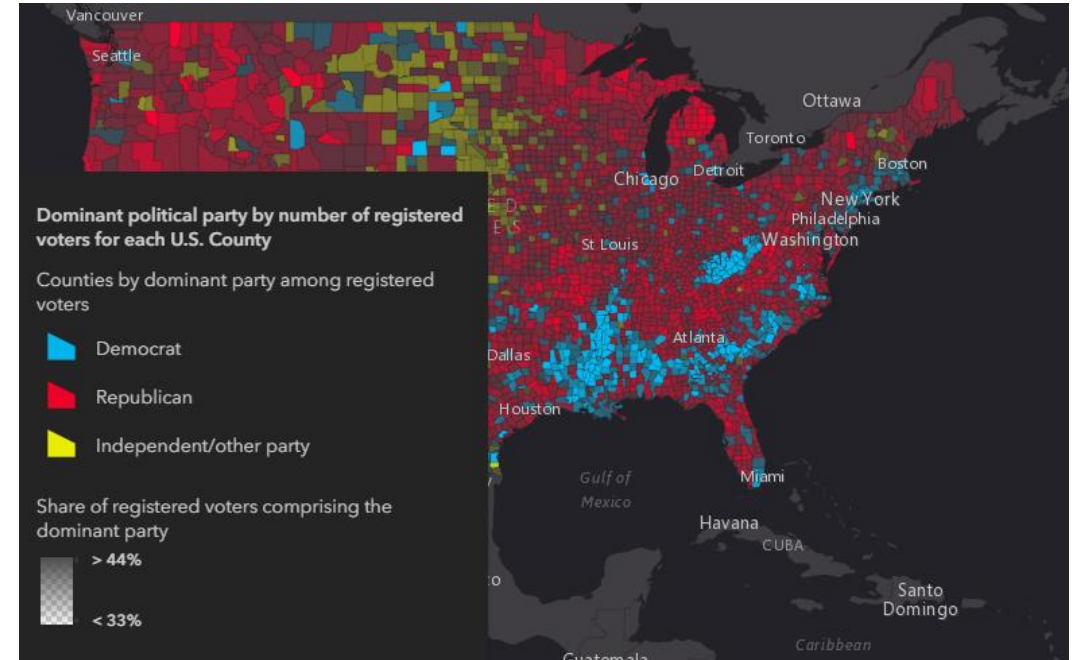 Vancouver
Seattle
Ottawa
Toronto
Boston
Chicago
Detroit
New York
Philadelphia
St Louis
Washington
Atlanta
Dallas
Houston
Gulf of
Mexico
Miami
Havana
CUBA
Santo
Domingo
Caribbean
Guatemala
Dominant political party by number of registered
voters for each U.S. County
Counties by dominant party among registered
voters
Democrat
Republican
Independent/other party
Share of registered voters comprising the
dominant party
> 44%
< 33%